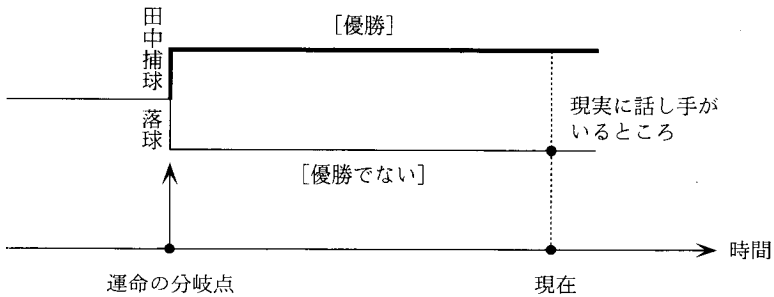 [優勝]
田中捕球
落球
現実に話し手が
いるところ
[優勝でない]
時間
運命の分岐点
現在